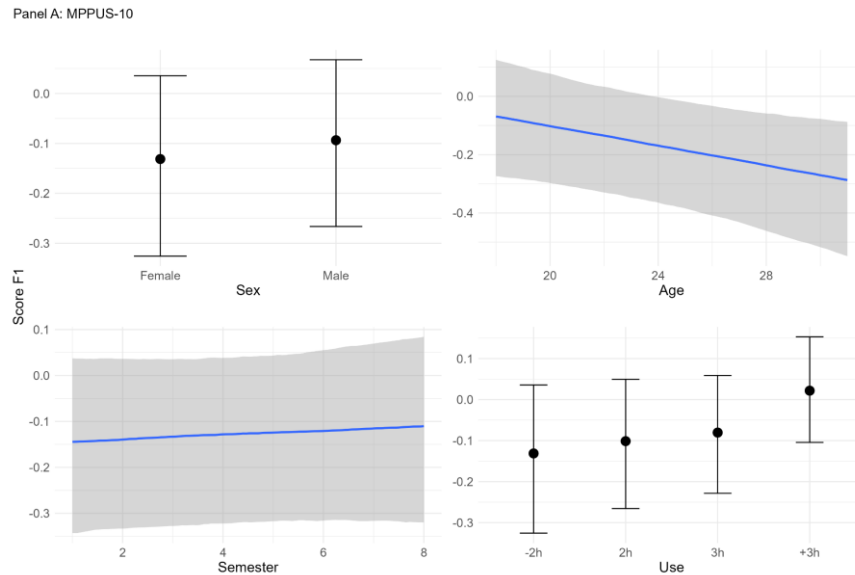 Panel A: MPPUS-10
Score F1
0.0
-0.1
-0.2
-0.3
Female Male
Sex
0.0
-0.2
-0.4
20 24 28
Age
0.1
0.0
-0.1
-0.2
-0.3
2 4 6 8
Semester
0.1
0.0
-0.1
-0.2
-0.3
-2h 2h 3h +3h
Use